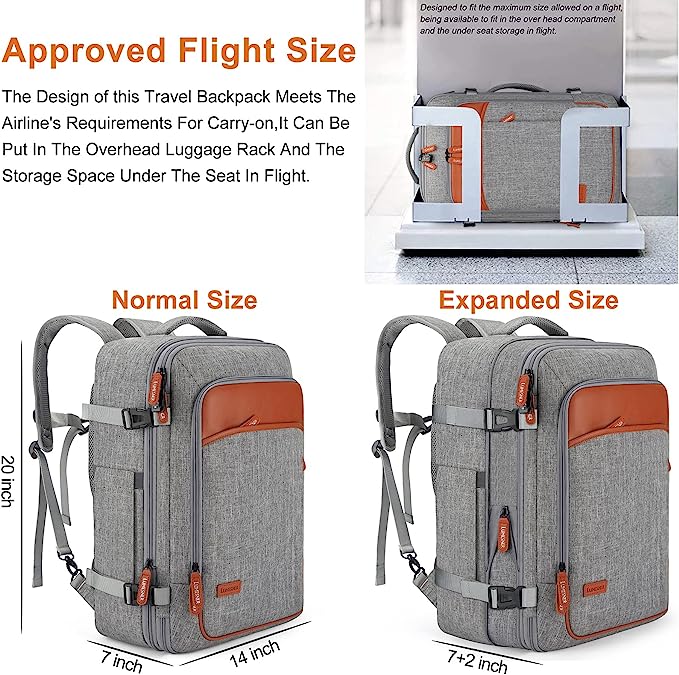 Approved Flight Size
The Design of this Travel Backpack Meets The
Airline's Requirements For Carry-on,It Can Be
Put In The Overhead Luggage Rack And The
Storage Space Under The Seat In Flight.
Designed to fit the maximum size allowed on a flight,
being available to fit in the over head compartment
and the under seat storage in flight.
Normal Size
Expanded Size
20 inch
7 inch
14 inch
7+2 inch